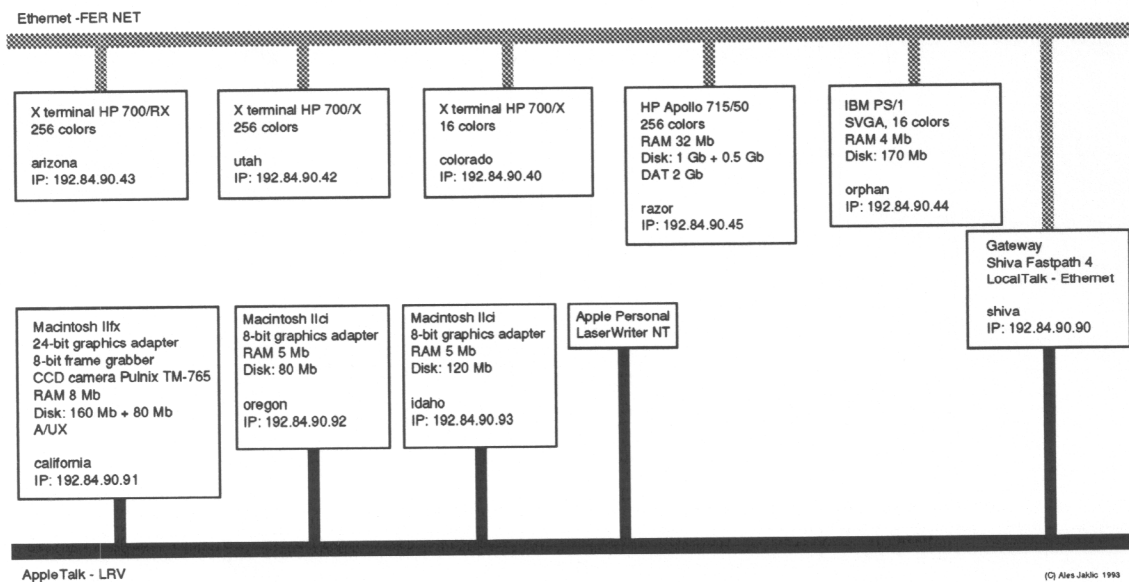 Ethernet -FER NET
X terminal HP 700/RX
256 colors
arizona
IP: 192.84.90.43
X terminal HP 700/X
256 colors
utah
IP: 192.84.90.42
X terminal HP 700/X
16 colors
colorado
IP: 192.84.90.40
HP Apollo 715/50
256 colors
RAM 32 Mb
Disk: 1 Gb + 0.5 Gb
DAT 2 Gb
razor
IP: 192.84.90.45
IBM PS/1
SVGA, 16 colors
RAM 4 Mb
Disk: 170 Mb
orphan
IP: 192.84.90.44
Gateway
Shiva Fastpath 4
LocalTalk - Ethernet
shiva
IP: 192.84.90.90
Macintosh IIfx
24-bit graphics adapter
8-bit frame grabber
CCD camera Pulnix TM-765
RAM 8 Mb
Disk: 160 Mb + 80 Mb
A/UX
california
IP: 192.84.90.91
Macintosh IIci
8-bit graphics adapter
RAM 5 Mb
Disk: 80 Mb
oregon
IP: 192.84.90.92
Macintosh IIci
8-bit graphics adapter
RAM 5 Mb
Disk: 120 Mb
idaho
IP: 192.84.90.93
Apple Personal
LaserWriter NT
AppleTalk - LRV
(C) Ales Jaklic 1993